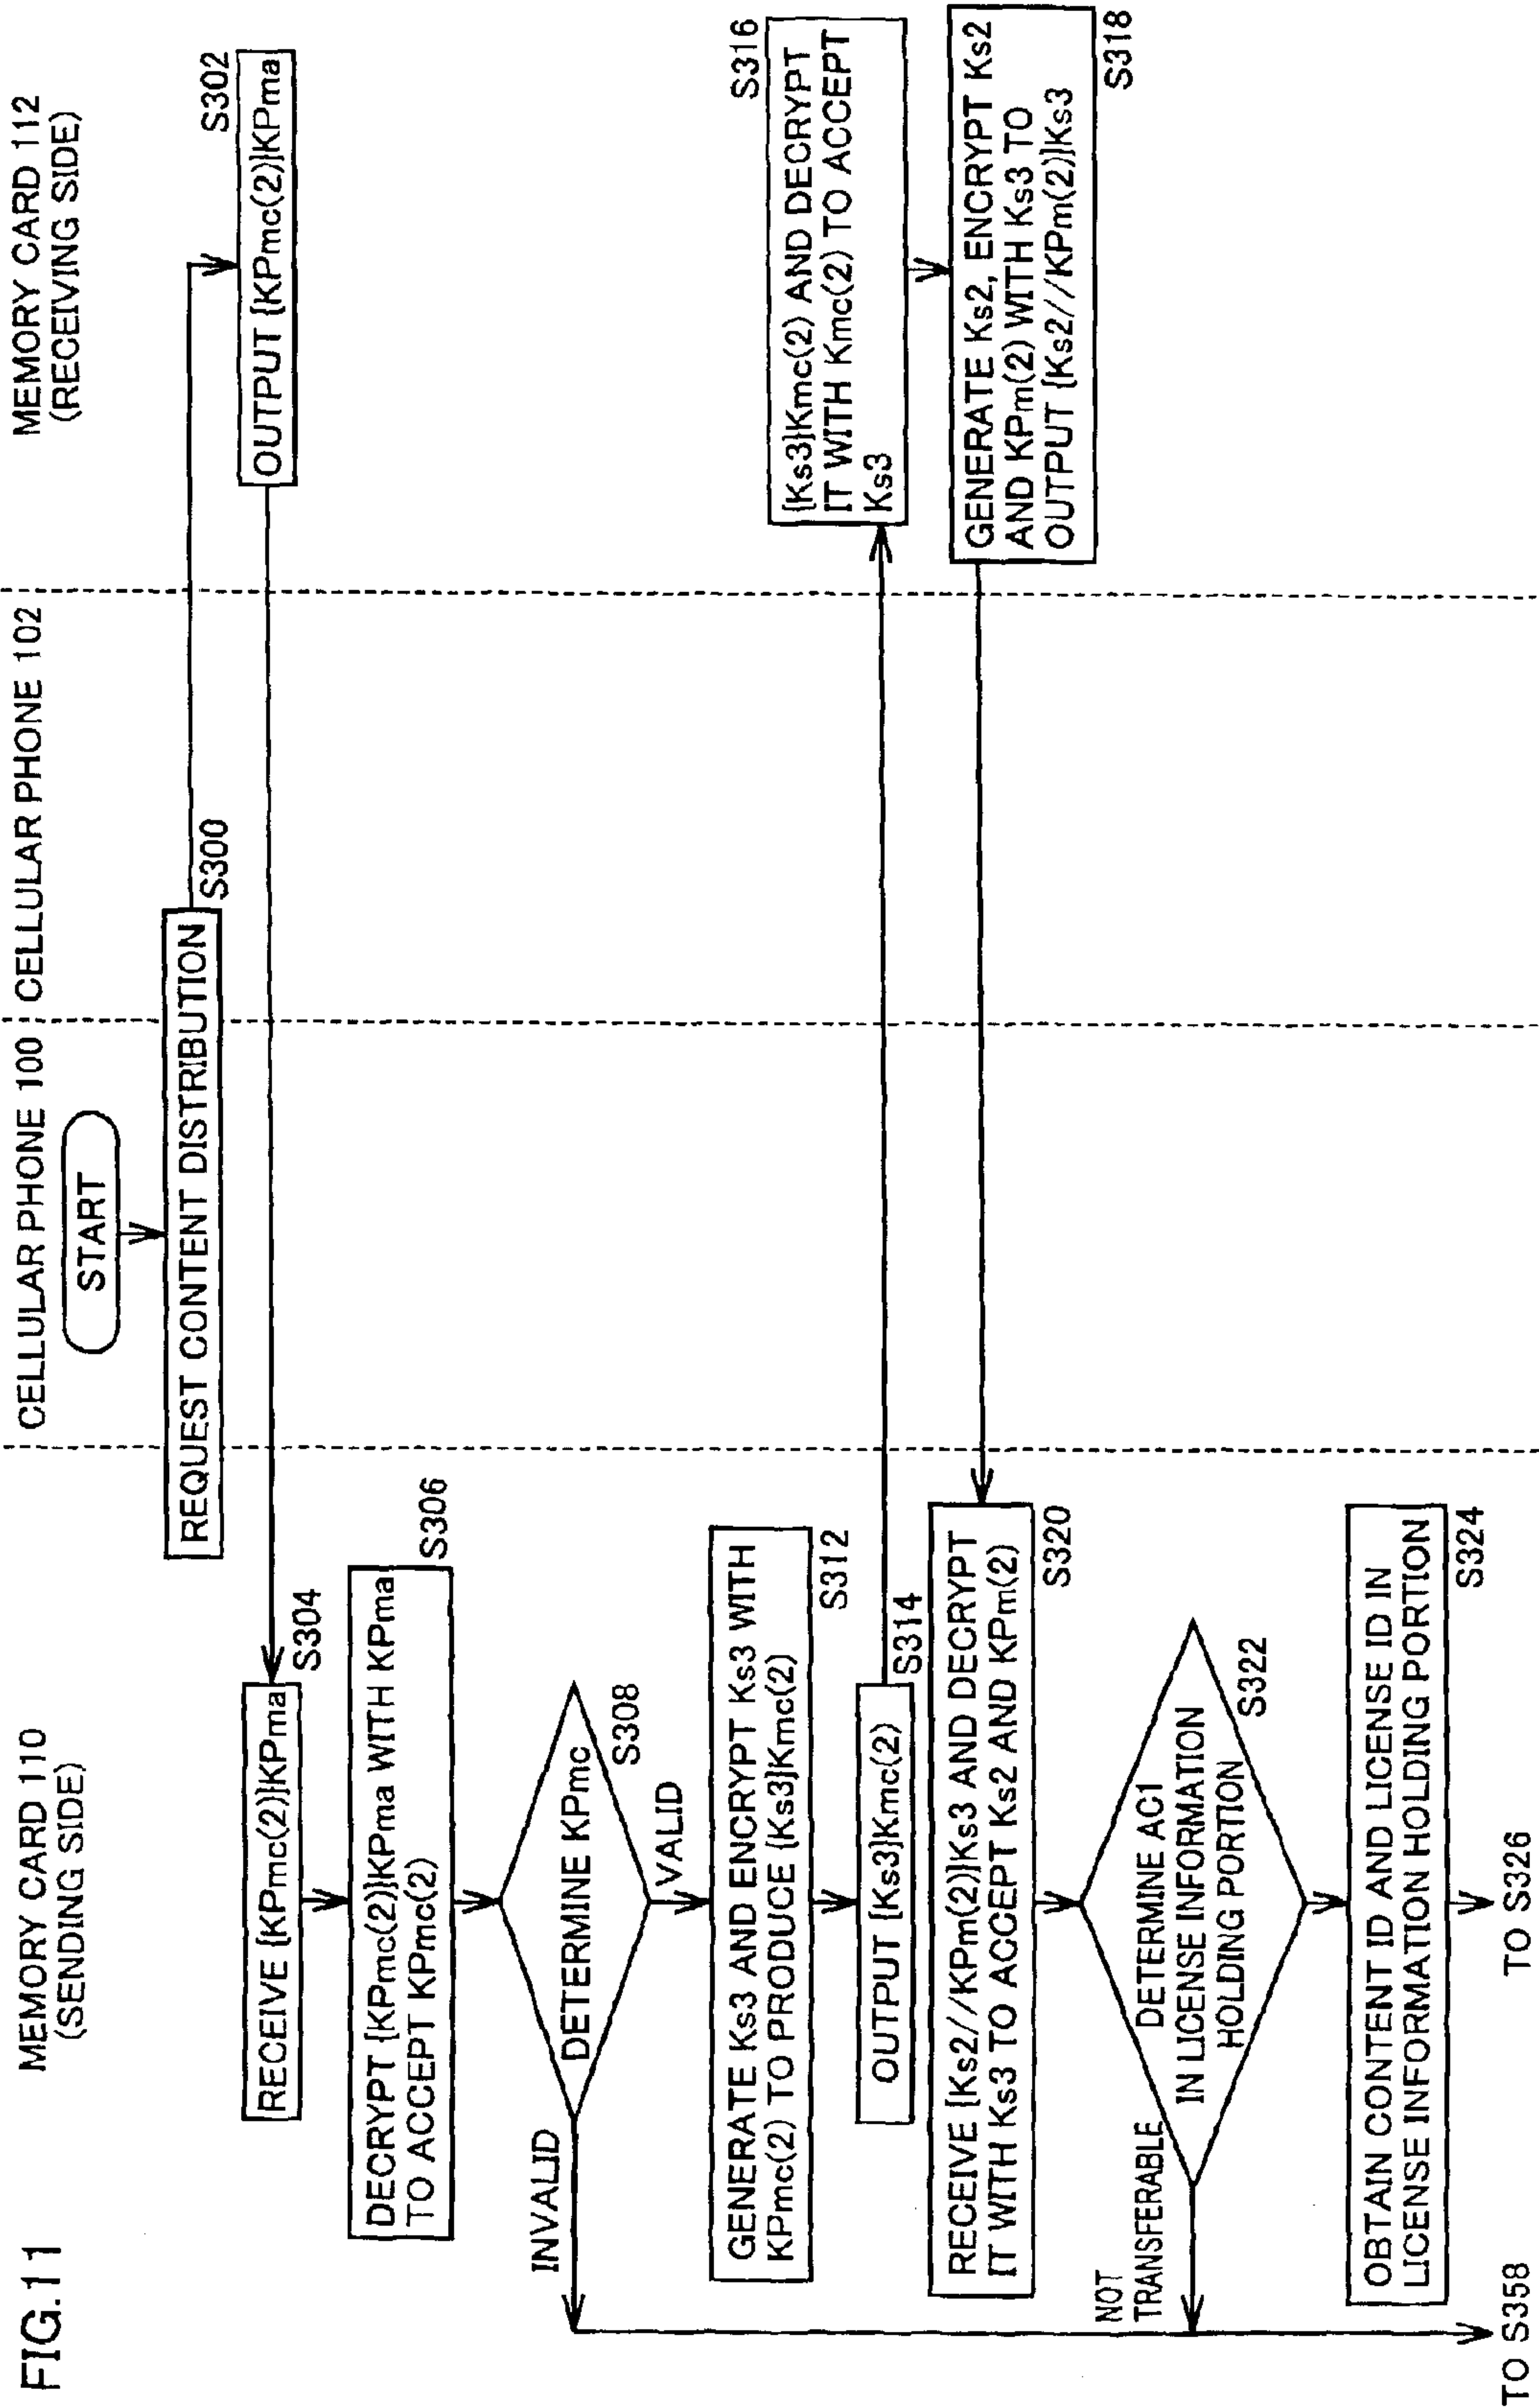 FIG.11
MEMORY CARD 110
(SENDING SIDE)
CELLULAR PHONE 100
CELLULAR PHONE 102
MEMORY CARD 112
(RECEIVING SIDE)
START
REQUEST CONTENT DISTRIBUTION
S300
S302
OUTPUT {KPmc(2)}KPma
RECEIVE {KPmc(2)}KPma
S304
DECRYPT {KPmc(2)}KPma WITH KPma
TO ACCEPT KPmc(2)
S306
DETERMINE KPmc
S308
INVALID
VALID
GENERATE Ks3 AND ENCRYPT Ks3 WITH
KPmc(2) TO PRODUCE {Ks3}Kmc(2)
S312
OUTPUT {Ks3}Kmc(2)
S314
S316
{Ks3}Kmc(2) AND DECRYPT
IT WITH Kmc(2) TO ACCEPT
Ks3
GENERATE Ks2, ENCRYPT Ks2
AND KPm(2) WITH Ks3 TO
OUTPUT {Ks2//KPm(2)}Ks3
S318
RECEIVE {Ks2//KPm(2)}Ks3 AND DECRYPT
IT WITH Ks3 TO ACCEPT Ks2 AND KPm(2)
S320
NOT
TRANSFERABLE
DETERMINE AC1
IN LICENSE INFORMATION
HOLDING PORTION
S322
OBTAIN CONTENT ID AND LICENSE ID IN
LICENSE INFORMATION HOLDING PORTION
S324
TO S358
TO S326